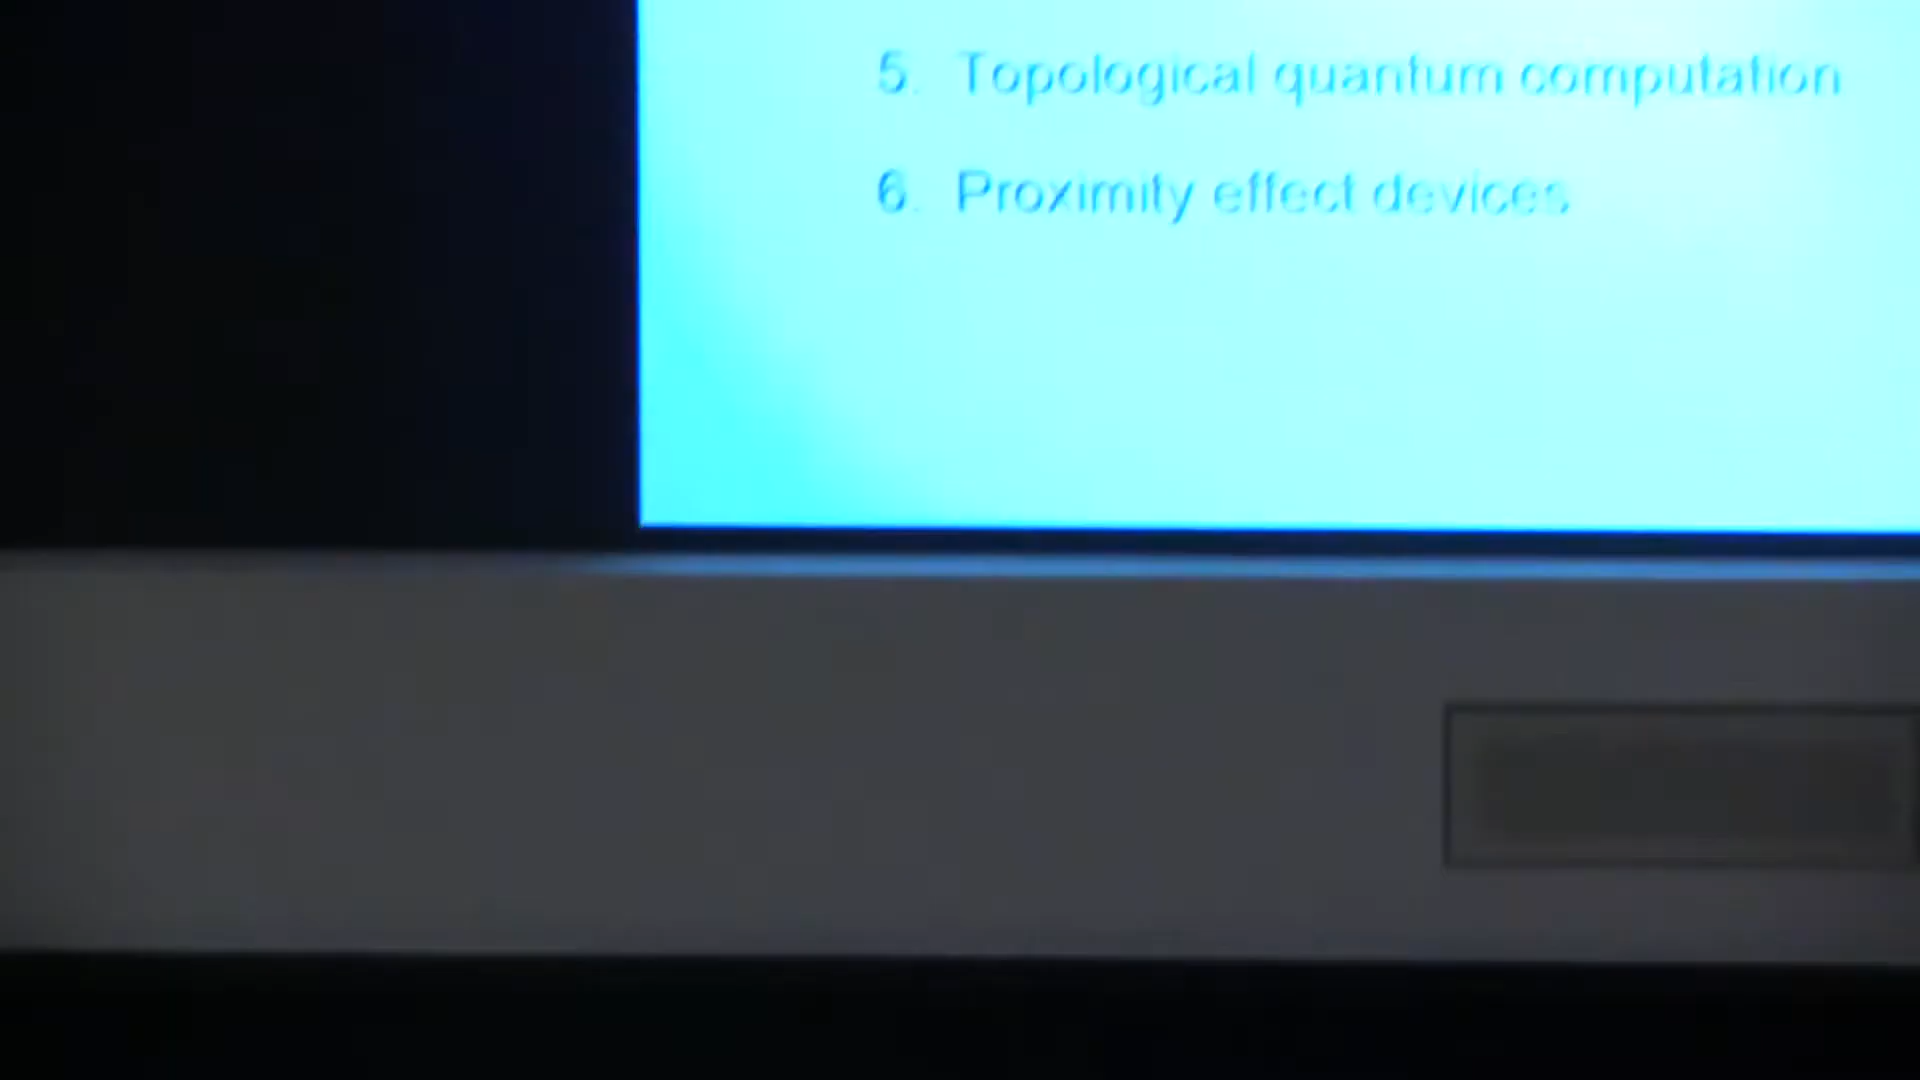 5. Topological quantum computation
6. Proximity effect devices